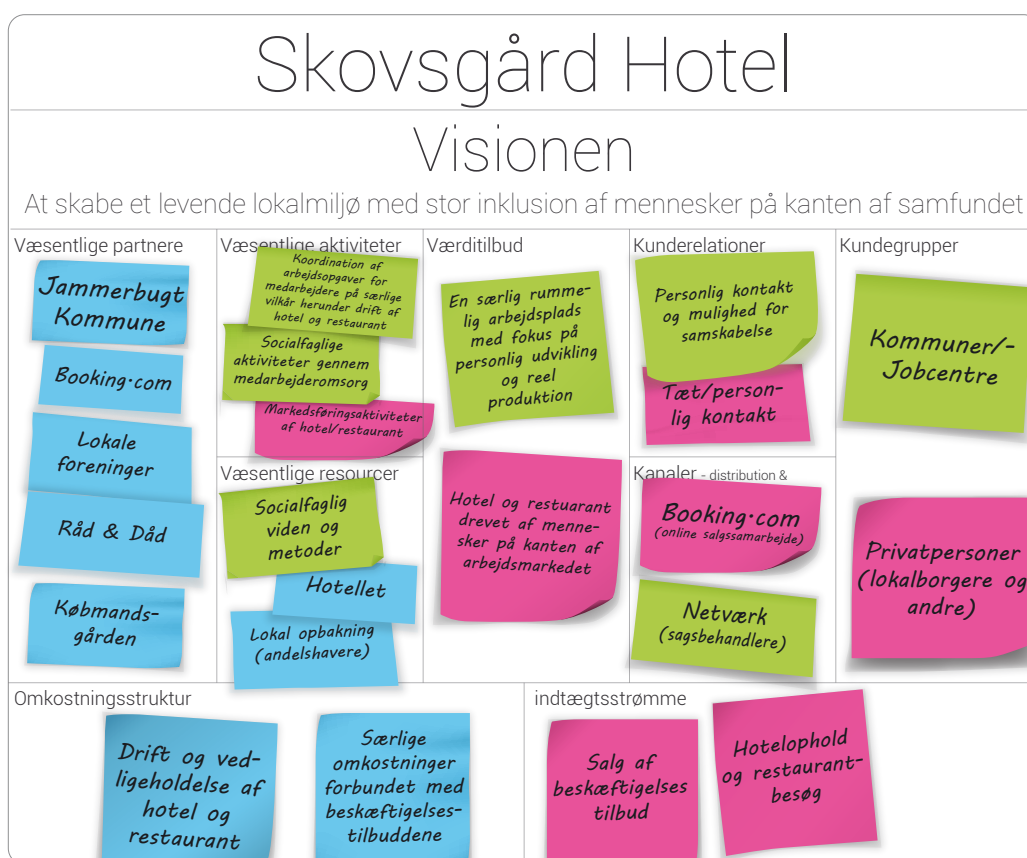 Skovsgård Hotel
Visionen
At skabe et levende lokalmiljø med stor inklusion af mennesker på kanten af samfundet
Væsentlige partnere
Jammerbugt
Kommune
Booking.com
Lokale
foreninger
Råd & Dåd
Købmands-
gården
Væsentlige aktiviteter
Koordination af
arbejdsopgaver for
medarbejdere på særlige
vilkår herunder drift af
hotel og restaurant
Socialfaglige
aktiviteter gennem
medarbejderomsorg
Markedsføringsaktiviteter
af hotel/restaurant
Væsentlige resourcer
Socialfaglig
viden og
metoder
Hotellet
Lokal opbakning
(andelshavere)
Værditilbud
En særlig rumme-
lig arbejdsplads
med fokus på
personlig udvikling
og reel
produktion
Hotel og restuarant
drevet af menne-
sker på kanten af
arbejdsmarkedet
Kunderelationer
Personlig kontakt
og mulighed for
samskabelse
Tæt/person-
lig kontakt
Kanaler - distribution &
Booking.com
(online salgssamarbejde)
Netværk
(sagsbehandlere)
Kundegrupper
Kommuner/-
Jobcentre
Privatpersoner
(lokalborgere og
andre)
Omkostningsstruktur
Drift og ved-
ligeholdelse af
hotel og
restaurant
Særlige
omkostninger
forbundet med
beskæftigelses-
tilbuddene
indtægtsstrømme
Salg af
beskæftigelses
tilbud
Hotelophold
og restaurant-
besøg